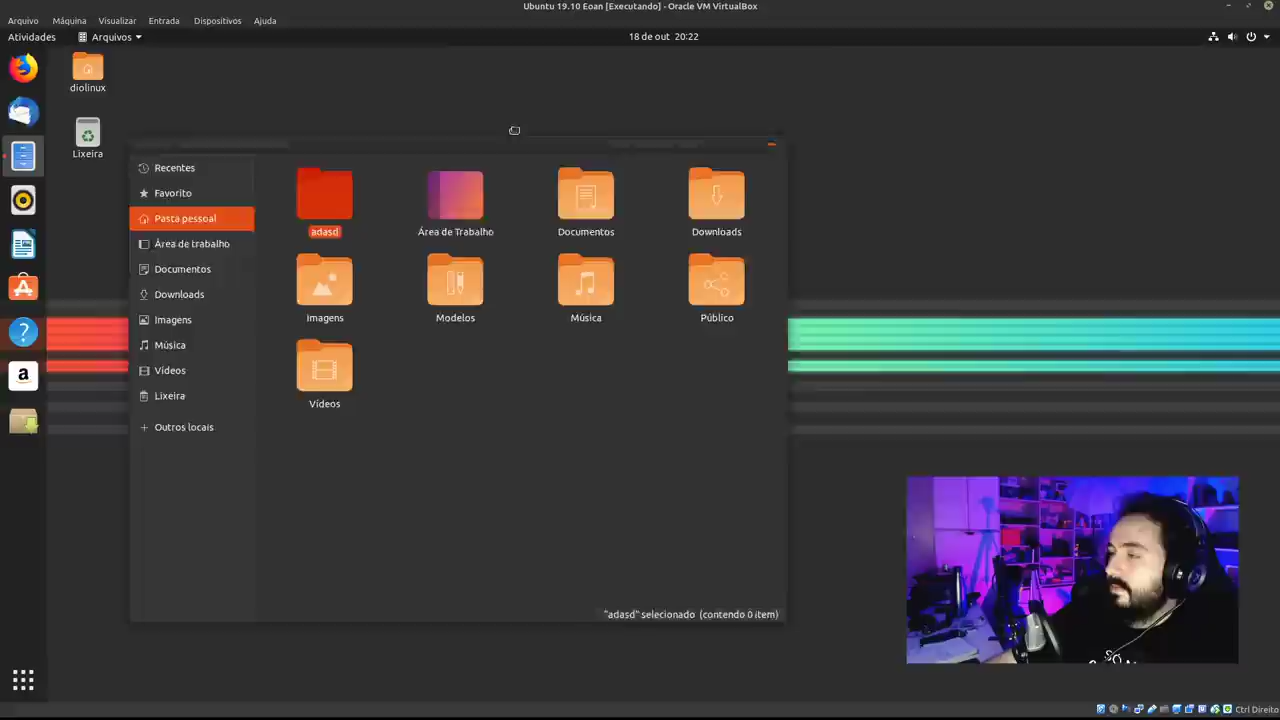 Ubuntu 19.10 Eoan [Executando] - Oracle VM VirtualBox
Arquivo Máquina Visualizar Entrada Dispositivos Ajuda
Atividades Arquivos 18 de out 20:22
diolinux
Lixeira
Recentes
Favorito
Pasta pessoal
Área de trabalho
Documentos
Downloads
Imagens
Música
Vídeos
Lixeira
+ Outros locais
adasd Área de Trabalho Documentos Downloads
Imagens Modelos Música Público
Vídeos
"adasd" selecionado (contendo 0 item)
Ctrl Direito